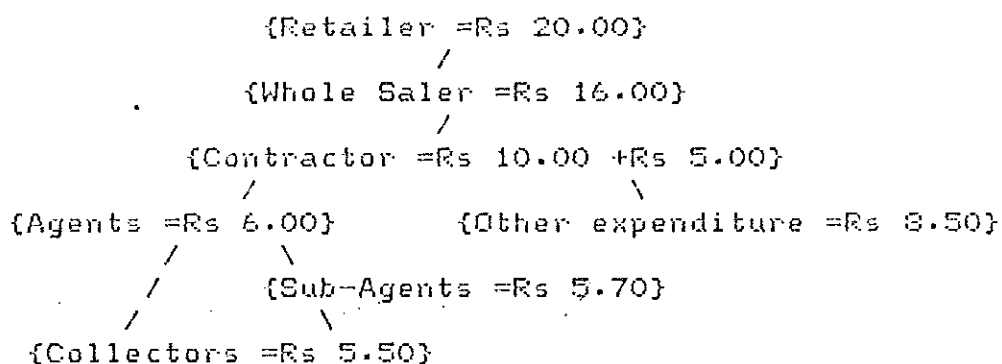 {Retailer =Rs 20.00}
{Whole Saler =Rs 16.00}
{Contractor =Rs 10.00 +Rs 5.00}
{Agents =Rs 6.00} {Other expenditure =Rs 8.50}
{Sub-Agents =Rs 5.70}
{Collectors =Rs 5.50}